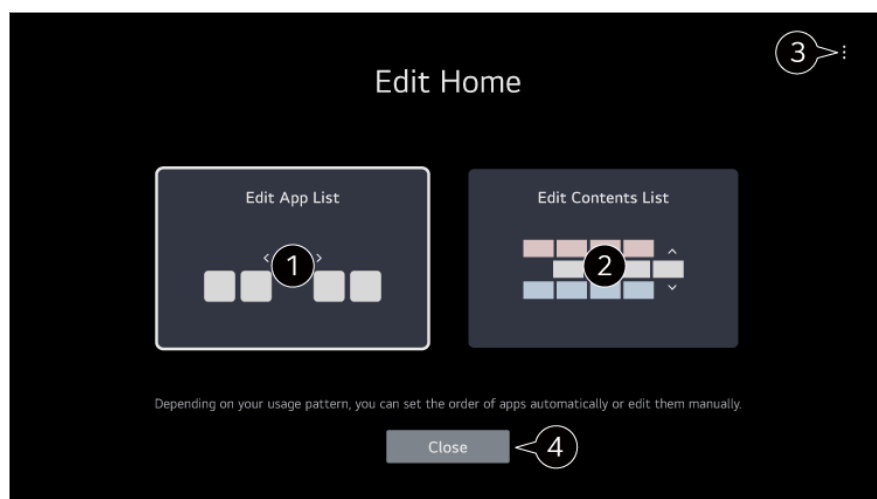 3
Edit Home
Edit App List
Edit Contents List
1
2
Depending on your usage pattern, you can set the order of apps automatically or edit them manually.
Close
4